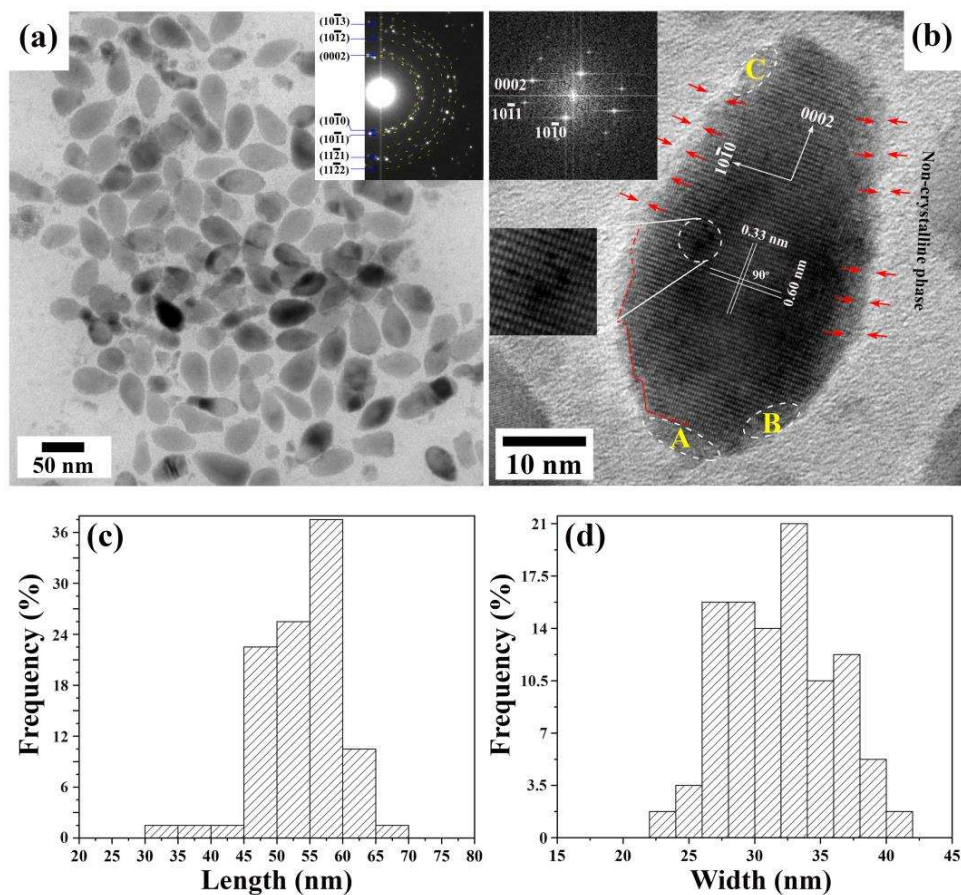 (a)
(101̄3)
(101̄2)
(0002)
(101̄0)
(101̄1)
(112̄1)
(112̄2)
50 nm
(b)
0002
101̄1
101̄0
C
0002
101̄0
0.33 nm
90°
0.60 nm
Non-crystalline phase
A
B
10 nm
(c)
Frequency (%)
36
30
24
18
12
6
0
20 25 30 35 40 45 50 55 60 65 70 75 80
Length (nm)
(d)
Frequency (%)
21
17.5
14
10.5
7
3.5
0
15 20 25 30 35 40 45
Width (nm)